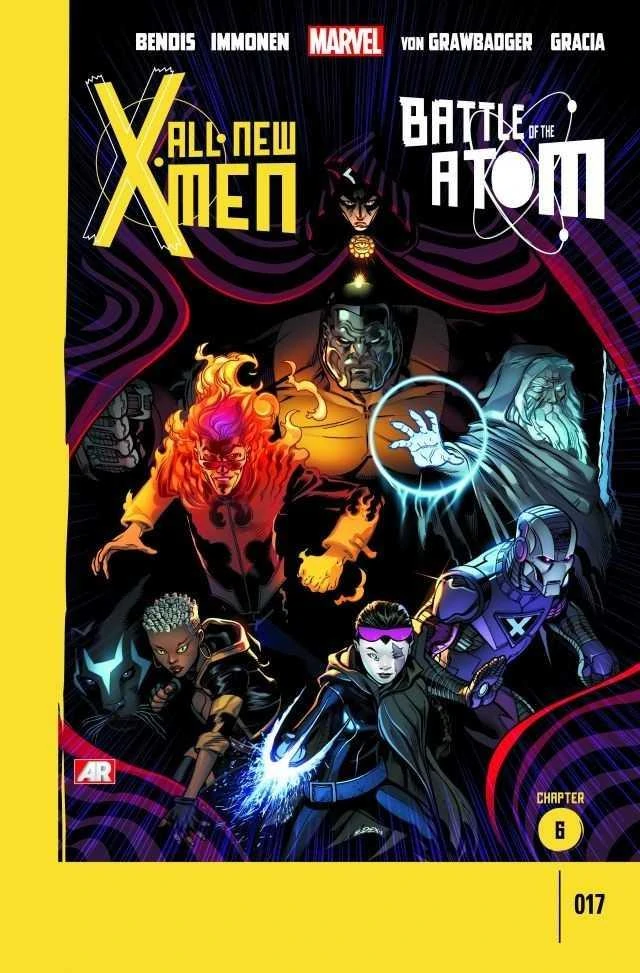 BENDIS IMMONEN MARVEL VON GRAWBADGER GRACIA
ALL-NEW
X-MEN
BATTLE OF THE
ATOM
X
AR
CHAPTER
6
017